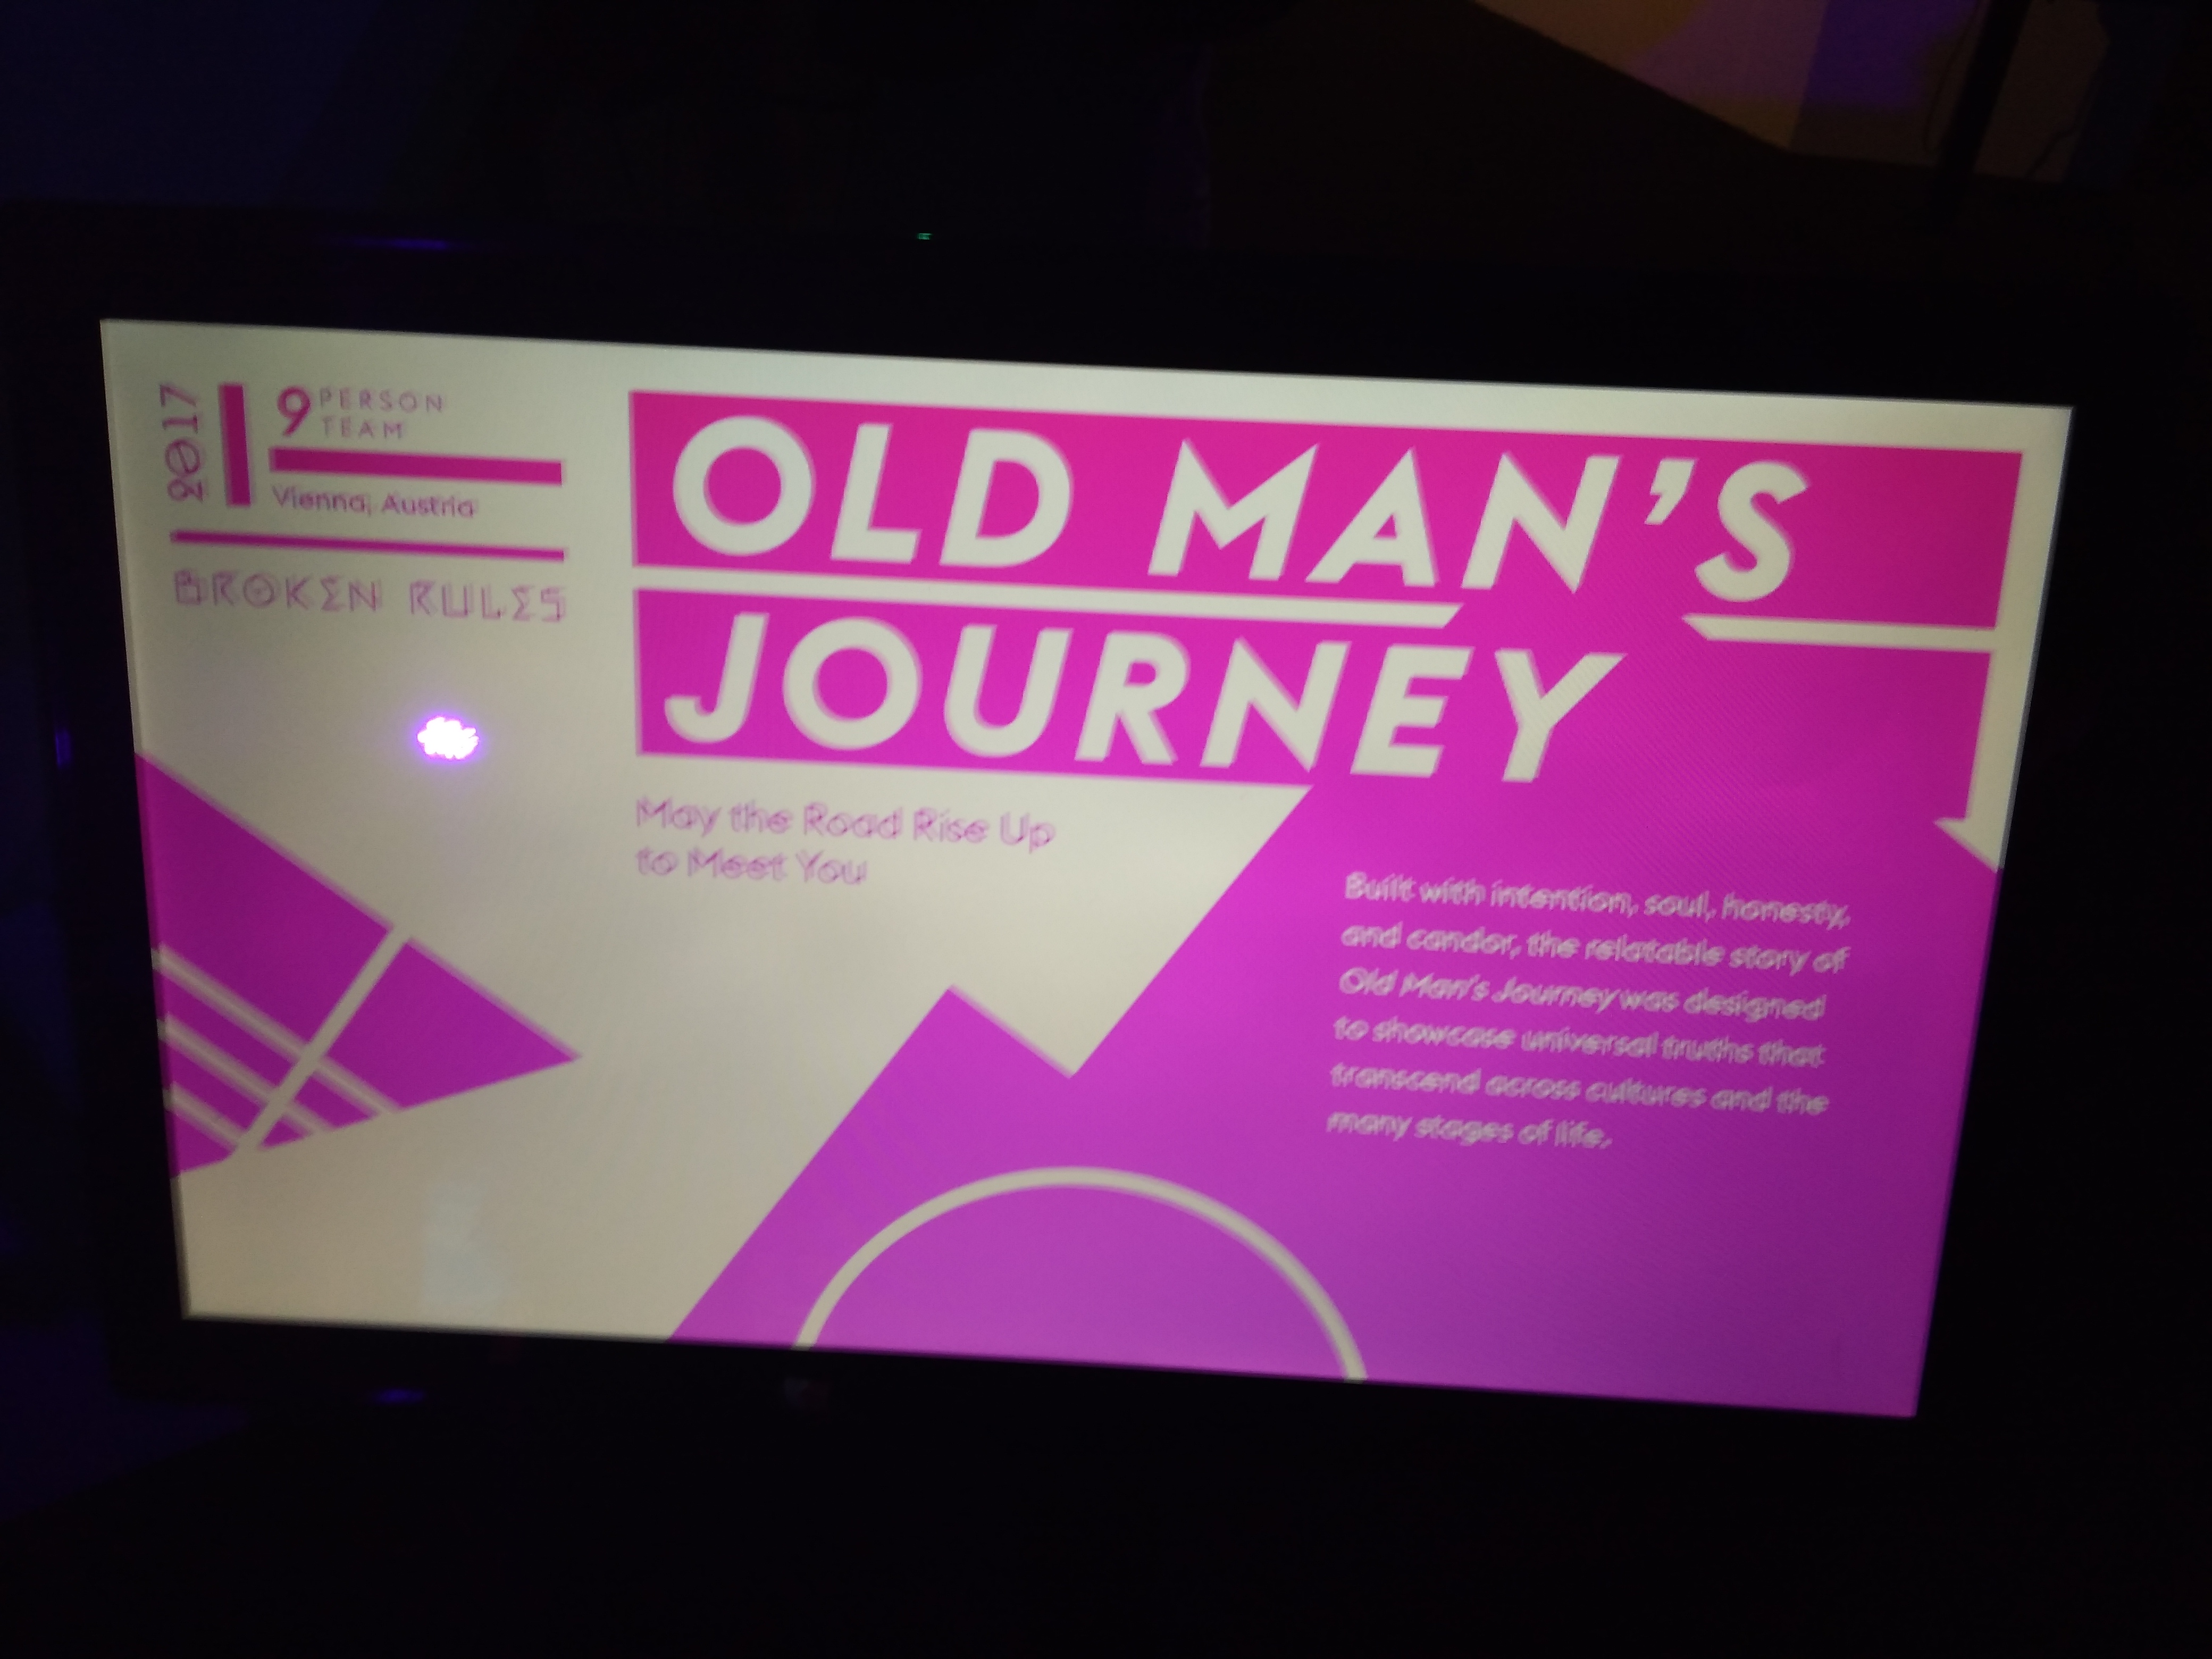 2017
9 PERSON
TEAM
Vienna, Austria
BROKEN RULES
OLD MAN'S
JOURNEY
May the Road Rise Up
to Meet You
Built with intention, soul, honesty,
and candor, the relatable story of
Old Man's Journey was designed
to showcase universal truths that
transcend across cultures and the
many stages of life.